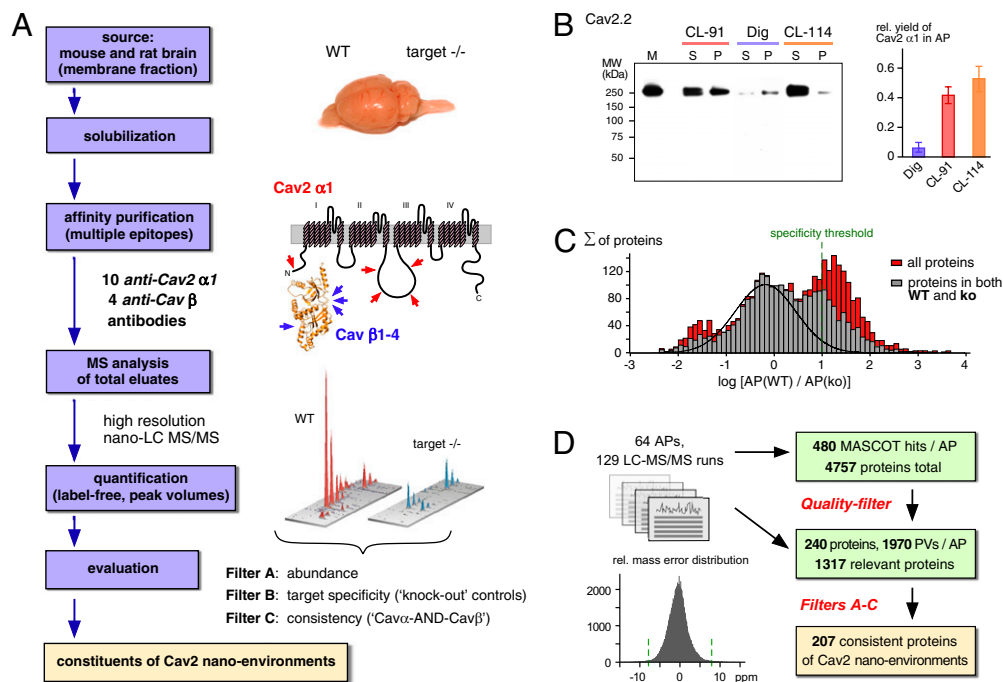 A
source:
mouse and rat brain
(membrane fraction)
solubilization
affinity purification
(multiple epitopes)
10 anti-Cav2 α1
4 anti-Cav β
antibodies
MS analysis
of total eluates
high resolution
nano-LC MS/MS
quantification
(label-free, peak volumes)
evaluation
constituents of Cav2 nano-environments
WT target -/-
Cav2 α1
I II III IV
N
C
Cav β1-4
WT
target -/-
Filter A: abundance
Filter B: target specificity ('knock-out' controls)
Filter C: consistency ('Cavα-AND-Cavβ')
B Cav2.2
CL-91 Dig CL-114
MW
(kDa)
M S P S P S P
250
150
100
75
50
rel. yield of
Cav2 α1 in AP
0.6
0.4
0.2
0
Dig CL-91 CL-114
C Σ of proteins
specificity threshold
all proteins
proteins in both
WT and ko
120
80
40
0
-3 -2 -1 0 1 2 3 4
log [AP(WT) / AP(ko)]
D
64 APs,
129 LC-MS/MS runs
480 MASCOT hits / AP
4757 proteins total
Quality-filter
240 proteins, 1970 PVs / AP
1317 relevant proteins
Filters A-C
207 consistent proteins
of Cav2 nano-environments
rel. mass error distribution
2000
1000
0
-10 0 10 ppm